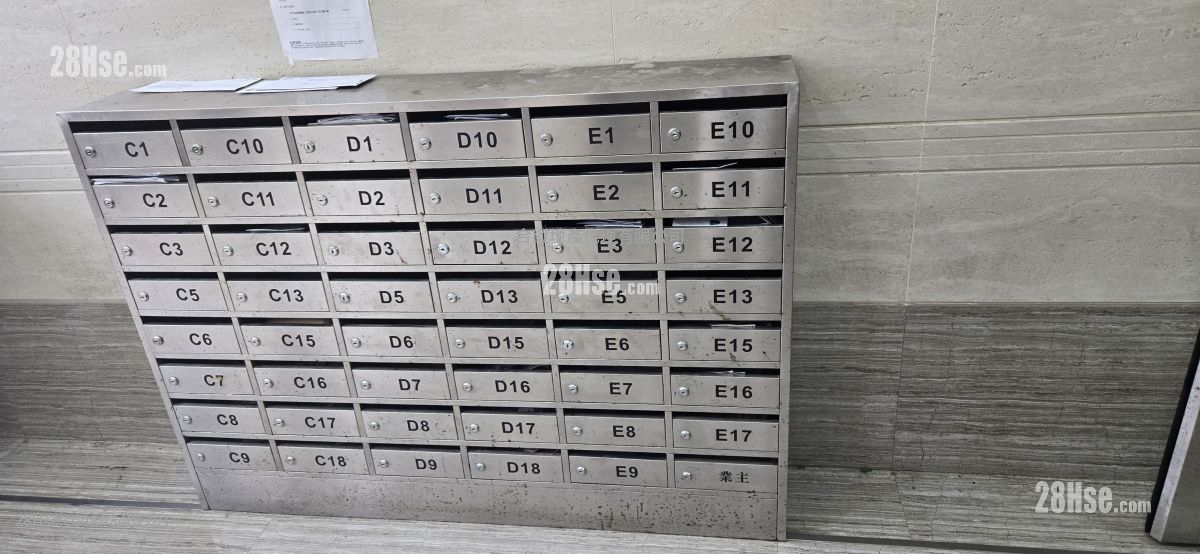 28Hse.com
C1 C10 D1 D10 E1 E10
C2 C11 D2 D11 E2 E11
C3 C12 D3 D12 E3 E12
28Hse.com
C5 C13 D5 D13 E5 E13
C6 C15 D6 D15 E6 E15
C7 C16 D7 D16 E7 E16
C8 C17 D8 D17 E8 E17
C9 C18 D9 D18 E9 業主
28Hse.com